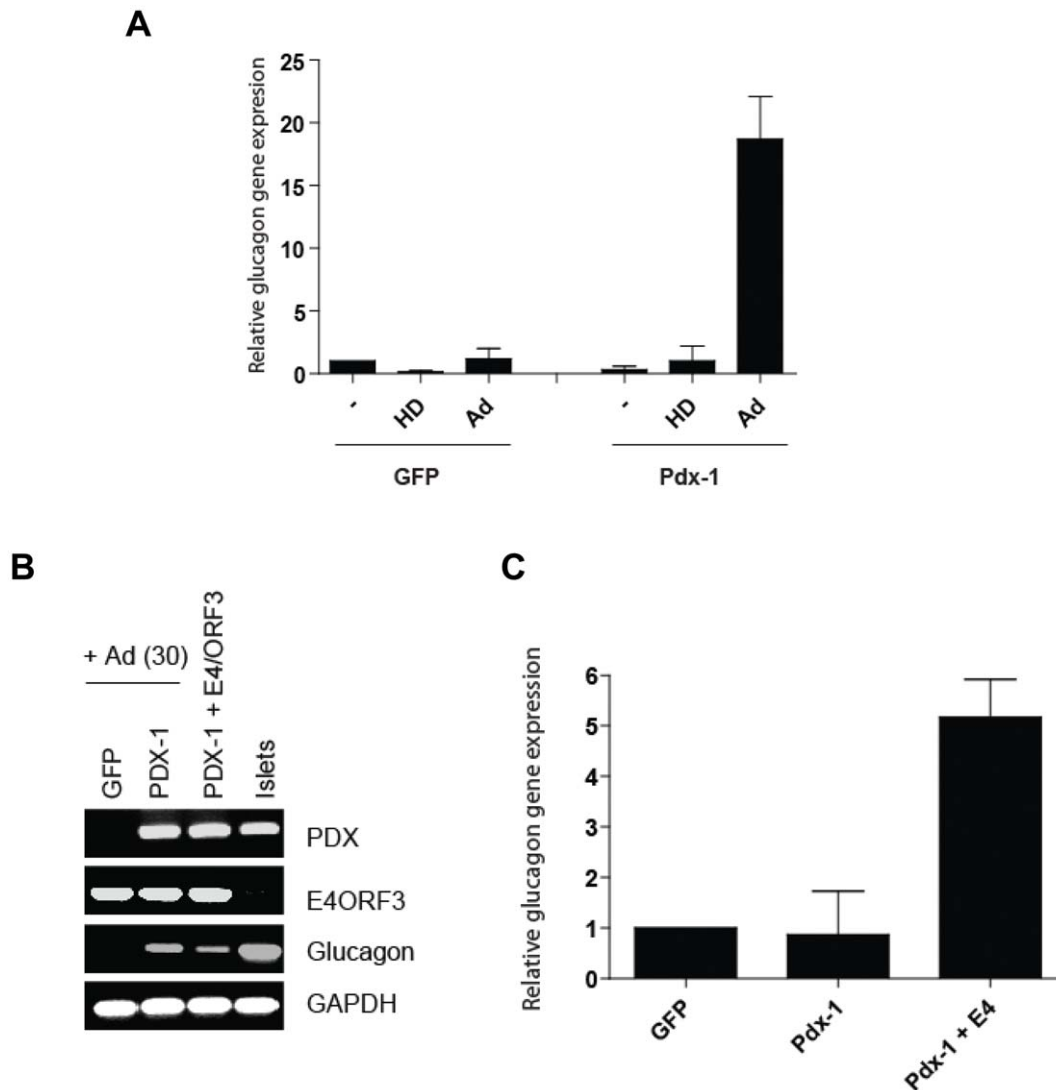 A
Relative glucagon gene expresion
25
20
15
10
5
0
- HD Ad - HD Ad
GFP Pdx-1
B
+ Ad (30)
GFP PDX-1 PDX-1 + E4/ORF3 Islets
PDX
E4ORF3
Glucagon
GAPDH
C
Relative glucagon gene expression
6
5
4
3
2
1
0
GFP Pdx-1 Pdx-1 + E4